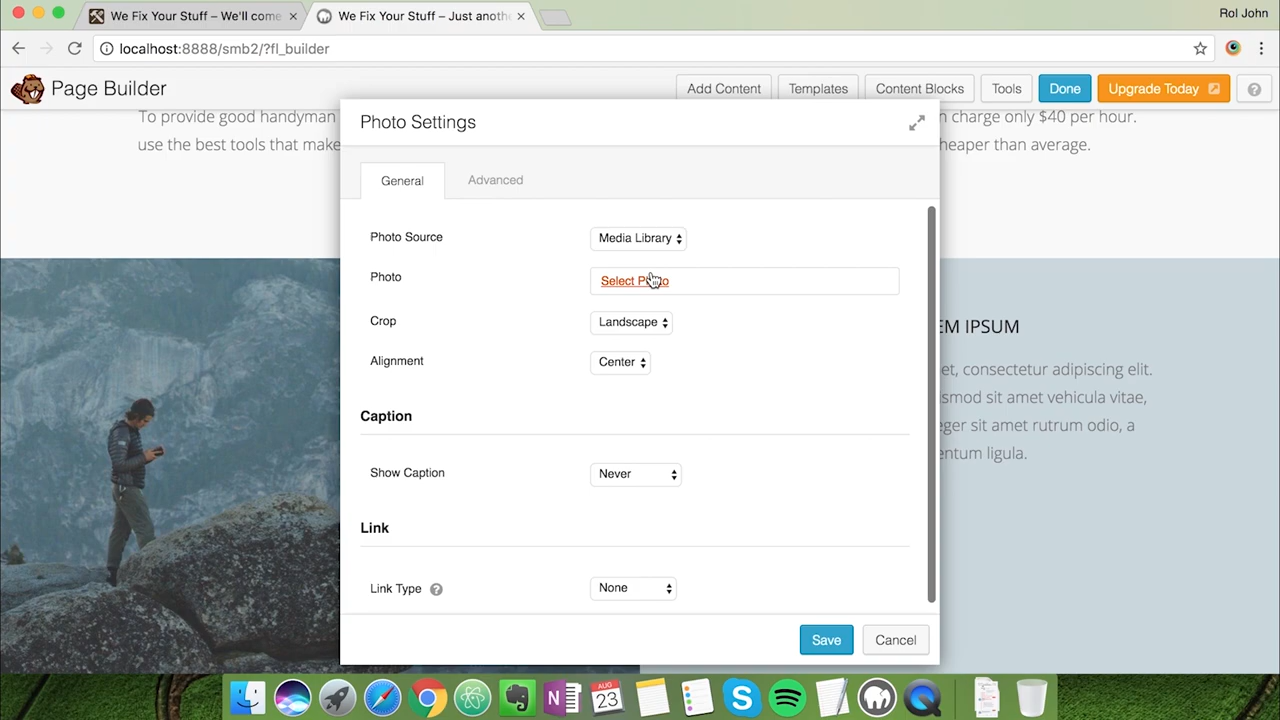 We Fix Your Stuff – We'll come
We Fix Your Stuff – Just anoth
Rol John
localhost:8888/smb2/?fl_builder
Page Builder
Add Content
Templates
Content Blocks
Tools
Done
Upgrade Today
?
To provide good handyman
n charge only $40 per hour.
use the best tools that make
heaper than average.
Photo Settings
General
Advanced
Photo Source
Media Library
Photo
Select Photo
Crop
Landscape
Alignment
Center
Caption
Show Caption
Never
Link
Link Type
?
None
Save
Cancel
EM IPSUM
et, consectetur adipiscing elit.
ismod sit amet vehicula vitae,
eger sit amet rutrum odio, a
entum ligula.
AUG
23
N